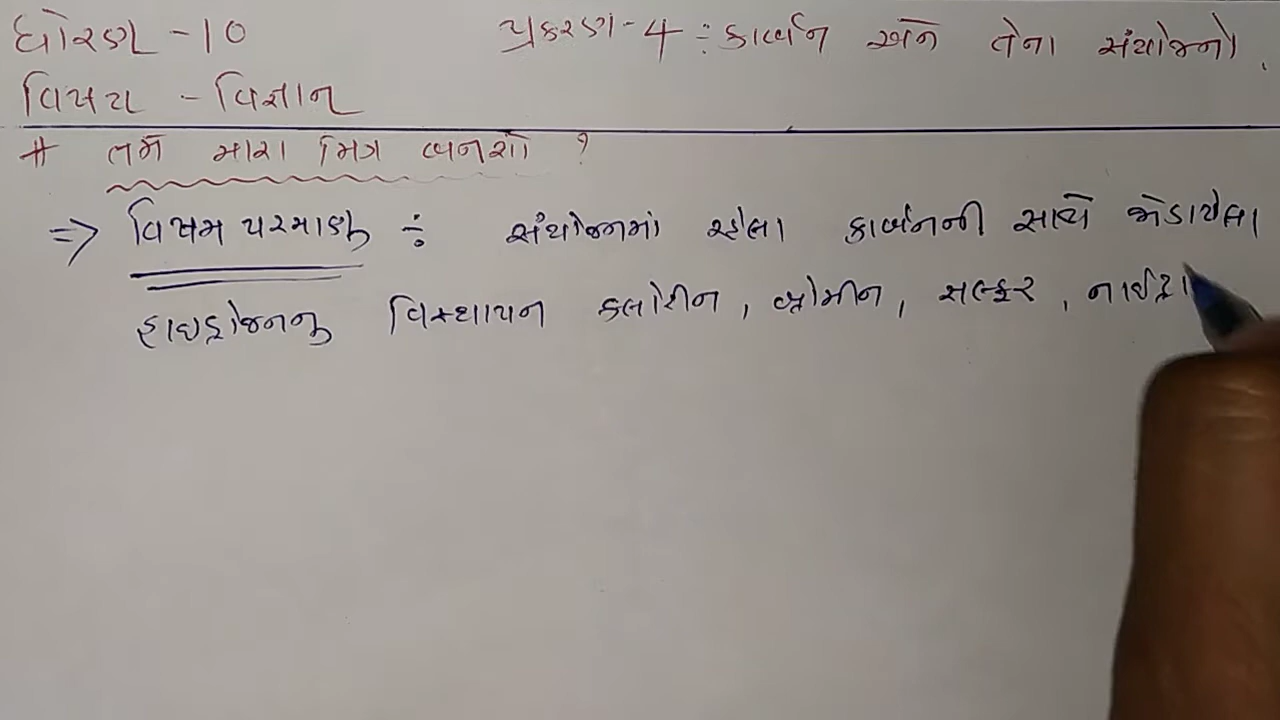 ધોરણ - 10 પ્રકરણ - 4 : કાર્બન અને તેના સંયોજનો .
વિષય - વિજ્ઞાન
# તમે મારા મિત્ર બનશો ?
⇒ વિષમ પરમાણુ ÷ સંયોજનમાં રહેલા કાર્બનની સાથે જોડાયેલા
હાઇડ્રોજનનુ વિસ્થાપન ક્લોરીન , બ્રોમીન , સલ્ફર , નાઈટ્રા